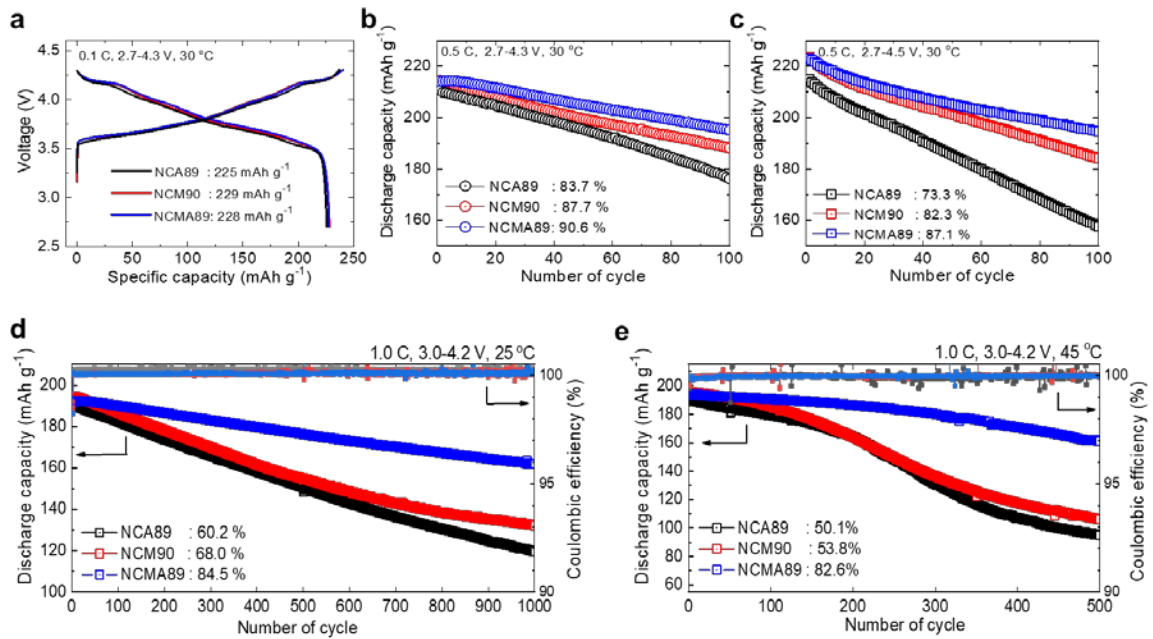 a
0.1 C, 2.7-4.3 V, 30 °C
4.5
4.0
3.5
3.0
2.5
Voltage (V)
NCA89 : 225 mAh g⁻¹
NCM90 : 229 mAh g⁻¹
NCMA89: 228 mAh g⁻¹
0 50 100 150 200 250
Specific capacity (mAh g⁻¹)
b
0.5 C, 2.7-4.3 V, 30 °C
220
200
180
160
Discharge capacity (mAh g⁻¹)
NCA89 : 83.7 %
NCM90 : 87.7 %
NCMA89: 90.6 %
0 20 40 60 80 100
Number of cycle
c
0.5 C, 2.7-4.5 V, 30 °C
220
200
180
160
Discharge capacity (mAh g⁻¹)
NCA89 : 73.3 %
NCM90 : 82.3 %
NCMA89 : 87.1 %
0 20 40 60 80 100
Number of cycle
d
1.0 C, 3.0-4.2 V, 25 °C
200
180
160
140
120
100
Discharge capacity (mAh g⁻¹)
100
95
90
Coulombic efficiency (%)
NCA89 : 60.2 %
NCM90 : 68.0 %
NCMA89 : 84.5 %
0 100 200 300 400 500 600 700 800 900 1000
Number of cycle
e
1.0 C, 3.0-4.2 V, 45 °C
200
180
160
140
120
100
80
60
Discharge capacity (mAh g⁻¹)
100
95
90
Coulombic efficiency (%)
NCA89 : 50.1%
NCM90 : 53.8%
NCMA89 : 82.6%
0 100 200 300 400 500
Number of cycle